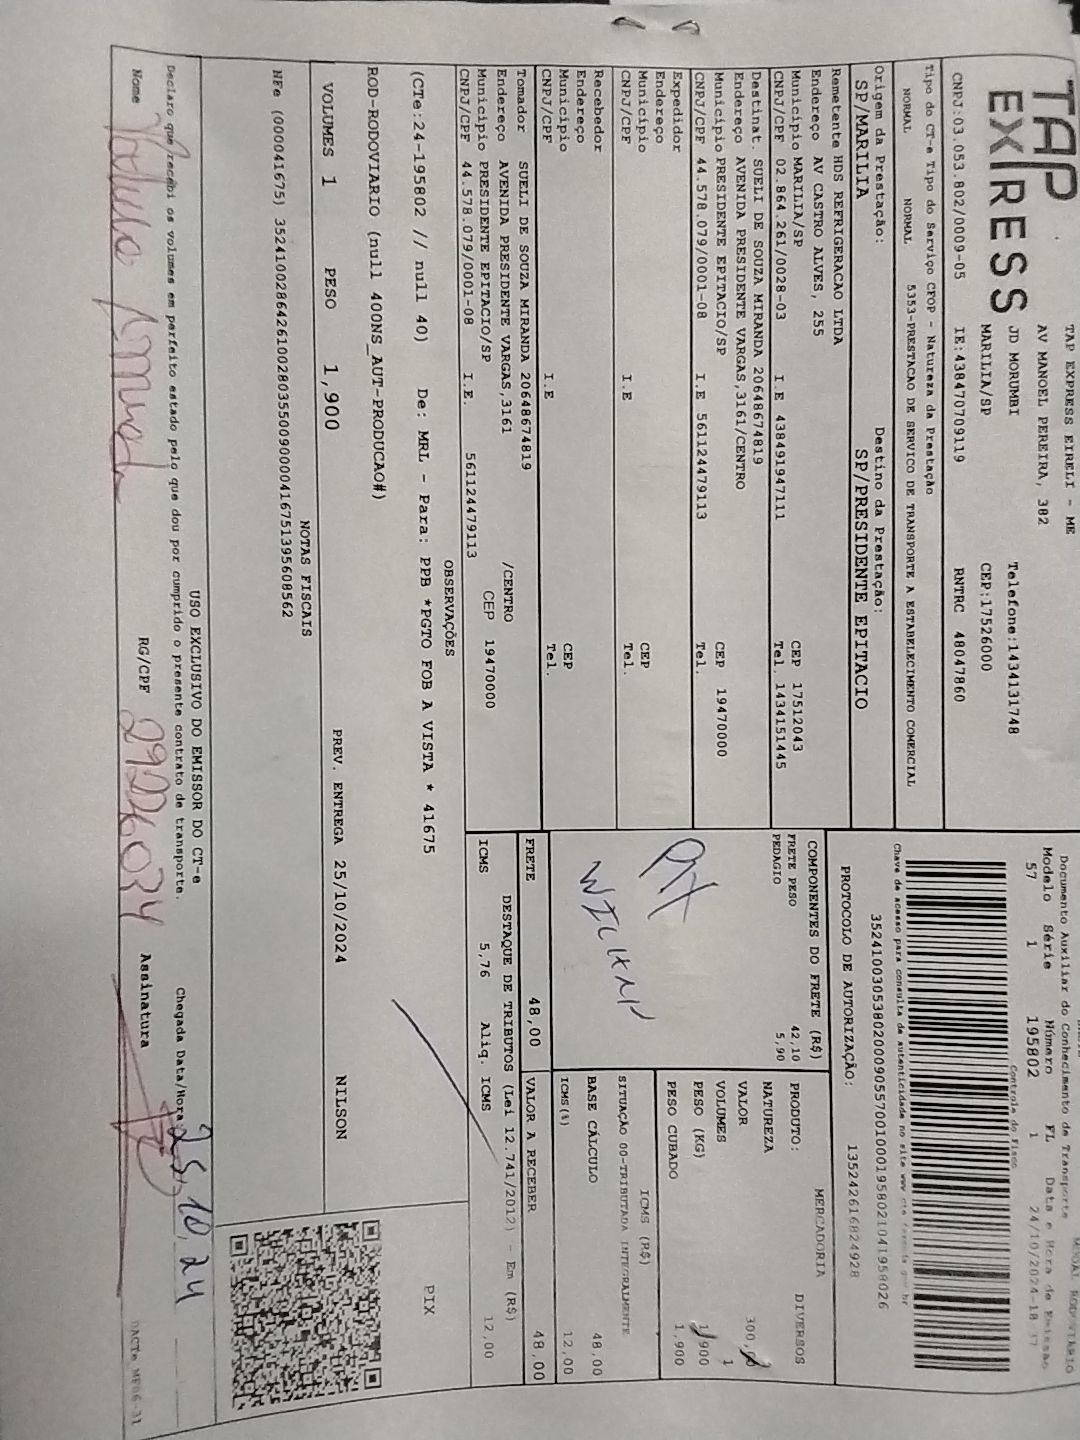 TAP
EXPRESS
TAP EXPRESS EIRELI - ME
AV MANOEL PEREIRA, 382
JD MORUMBI Telefone:1434131748
MARILIA/SP CEP:17526000
CNPJ:03.053.802/0009-05 IE:438470709119 RNTRC 48047860
Tipo do CT-e Tipo do Serviço CFOP - Natureza da Prestação
NORMAL NORMAL 5353-PRESTACAO DE SERVICO DE TRANSPORTE A ESTABELECIMENTO COMERCIAL
Origem da Prestação: Destino da Prestação:
SP/MARILIA SP/PRESIDENTE EPITACIO
Documento Auxiliar do Conhecimento de Transporte
MODAL RODOVIÁRIO
Modelo Série Número FL Data e Hora de Emissão
57 1 195802 1 24/10/2024-18
Controle do Fisco
Chave de acesso para consulta de autenticidade no site www
35241003053802000905570010001958021041958026
PROTOCOLO DE AUTORIZAÇÃO: 135242616824928
Remetente HDS REFRIGERACAO LTDA
Endereço AV CASTRO ALVES, 255
Município MARILIA/SP CEP 17512043
CNPJ/CPF 02.864.261/0028-03 I.E 438491947111 Tel. 1434151445
Destinat. SUELI DE SOUZA MIRANDA 20648674819
Endereço AVENIDA PRESIDENTE VARGAS,3161/CENTRO
Município PRESIDENTE EPITACIO/SP CEP 19470000
CNPJ/CPF 44.578.079/0001-08 I.E 561124479113 Tel.
Expedidor
Endereço
Município CEP
CNPJ/CPF I.E Tel.
Recebedor
Endereço
Município CEP
CNPJ/CPF I.E Tel.
Tomador SUELI DE SOUZA MIRANDA 20648674819
Endereço AVENIDA PRESIDENTE VARGAS,3161 /CENTRO
Município PRESIDENTE EPITACIO/SP CEP 19470000
CNPJ/CPF 44.578.079/0001-08 I.E. 561124479113
COMPONENTES DO FRETE (R$)
FRETE PESO 42,10
PEDAGIO 5,90
PRODUTO: MERCADORIA DIVERSOS
NATUREZA
VALOR
VOLUMES 1
PESO (KG) 1,900
PESO CUBADO 1,900
ICMS (R$)
SITUAÇÃO 00-TRIBUTADA INTEGRALMENTE
BASE CÁLCULO 48,00
ICMS(%) 12,00
FRETE 48,00 VALOR A RECEBER 48,00
DESTAQUE DE TRIBUTOS (Lei 12.741/2012) - Em (R$)
ICMS 5,76 Aliq. ICMS 12,00
OBSERVAÇÕES
(CTe:24-195802 // null 40) De: MRL - Para: PPB *PGTO FOB A VISTA * 41675
PIX
ROD-RODOVIARIO (null 400NS_AUT-PRODUCAO#)
VOLUMES 1 PESO 1,900 PREV. ENTREGA 25/10/2024 NILSON
NOTAS FISCAIS
NFe (000041675) 35241002864261002803550090000416751395608562
USO EXCLUSIVO DO EMISSOR DO CT-e
Declaro que recebi os volumes em perfeito estado pelo que dou por cumprido o presente contrato de transporte. Chegada Data/Hora 25,10,24
Nome RG/CPF Assinatura
DACTe